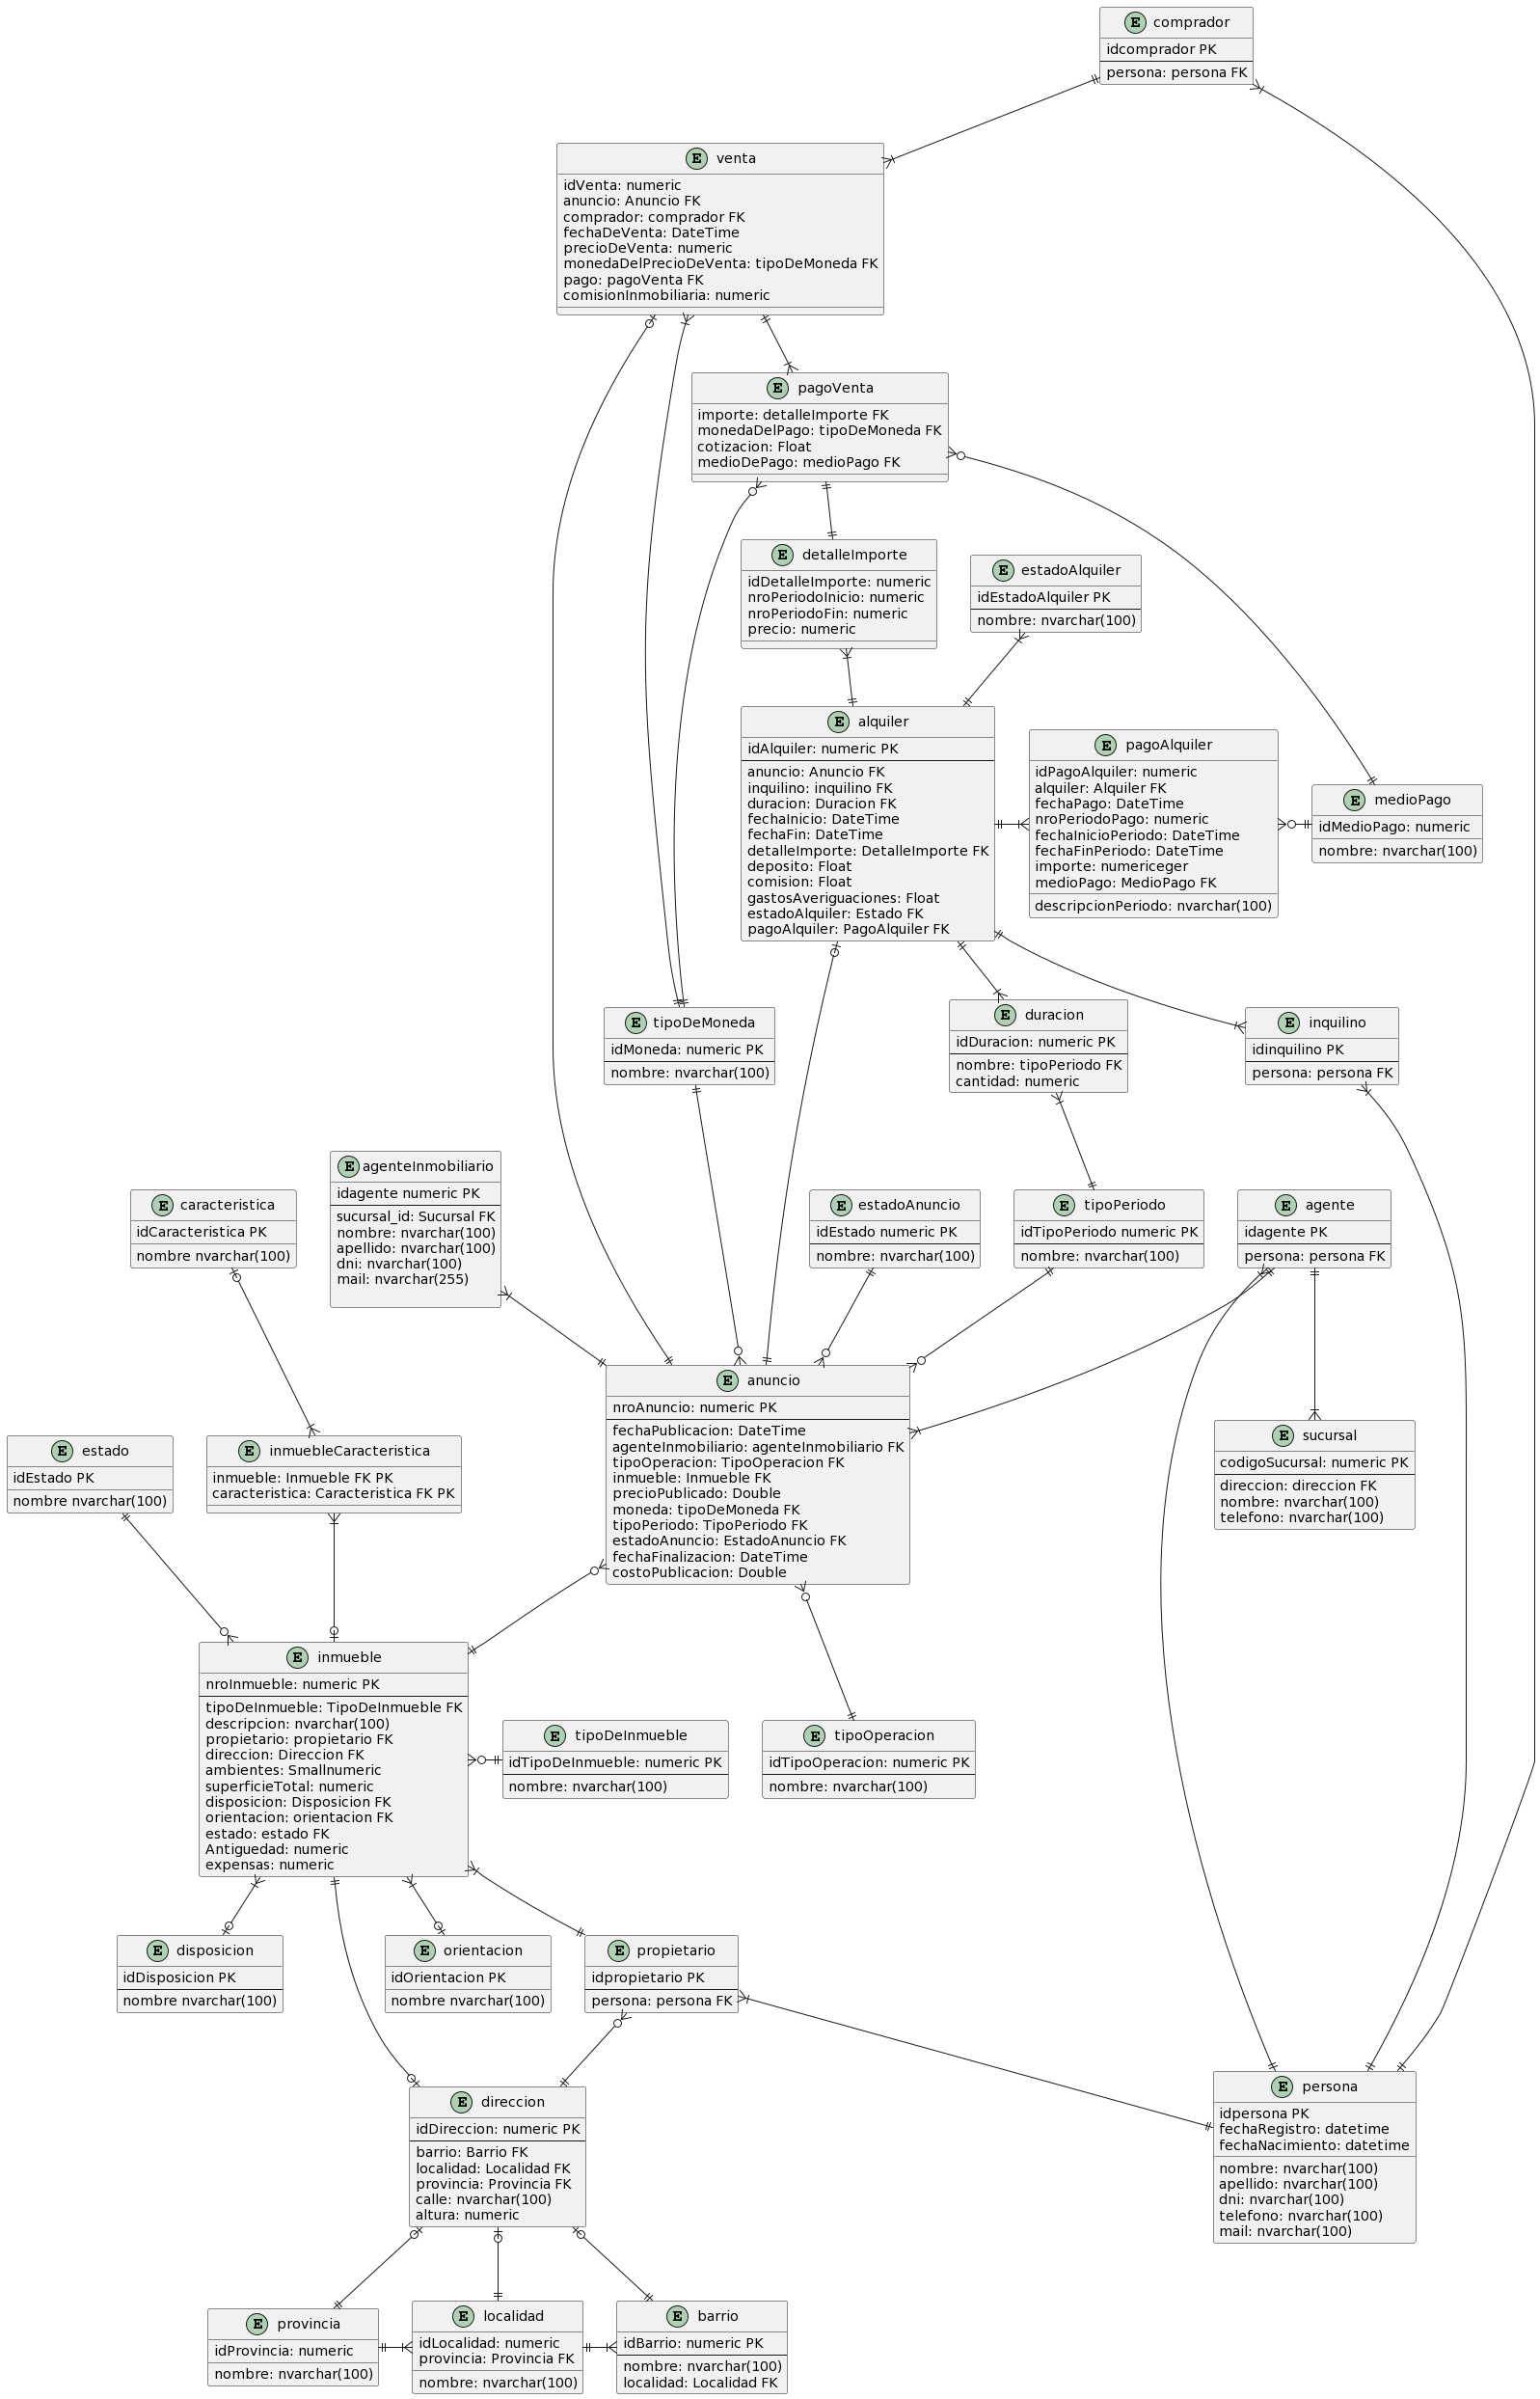 E comprador
idcomprador PK
persona: persona FK
E venta
idVenta: numeric
anuncio: Anuncio FK
comprador: comprador FK
fechaDeVenta: DateTime
precioDeVenta: numeric
monedaDelPrecioDeVenta: tipoDeMoneda FK
pago: pagoVenta FK
comisionInmobiliaria: numeric
E pagoVenta
importe: detalleImporte FK
monedaDelPago: tipoDeMoneda FK
cotizacion: Float
medioDePago: medioPago FK
E detalleImporte
idDetalleImporte: numeric
nroPeriodoInicio: numeric
nroPeriodoFin: numeric
precio: numeric
E estadoAlquiler
idEstadoAlquiler PK
nombre: nvarchar(100)
E alquiler
idAlquiler: numeric PK
anuncio: Anuncio FK
inquilino: inquilino FK
duracion: Duracion FK
fechaInicio: DateTime
fechaFin: DateTime
detalleImporte: DetalleImporte FK
deposito: Float
comision: Float
gastosAveriguaciones: Float
estadoAlquiler: Estado FK
pagoAlquiler: PagoAlquiler FK
E pagoAlquiler
idPagoAlquiler: numeric
alquiler: Alquiler FK
fechaPago: DateTime
nroPeriodoPago: numeric
fechaInicioPeriodo: DateTime
fechaFinPeriodo: DateTime
importe: numericeger
medioPago: MedioPago FK
descripcionPeriodo: nvarchar(100)
E medioPago
idMedioPago: numeric
nombre: nvarchar(100)
E tipoDeMoneda
idMoneda: numeric PK
nombre: nvarchar(100)
E duracion
idDuracion: numeric PK
nombre: tipoPeriodo FK
cantidad: numeric
E inquilino
idinquilino PK
persona: persona FK
E caracteristica
idCaracteristica PK
nombre nvarchar(100)
E agenteInmobiliario
idagente numeric PK
sucursal_id: Sucursal FK
nombre: nvarchar(100)
apellido: nvarchar(100)
dni: nvarchar(100)
mail: nvarchar(255)
E estadoAnuncio
idEstado numeric PK
nombre: nvarchar(100)
E tipoPeriodo
idTipoPeriodo numeric PK
nombre: nvarchar(100)
E agente
idagente PK
persona: persona FK
E estado
idEstado PK
nombre nvarchar(100)
E inmuebleCaracteristica
inmueble: Inmueble FK PK
caracteristica: Caracteristica FK PK
E anuncio
nroAnuncio: numeric PK
fechaPublicacion: DateTime
agenteInmobiliario: agenteInmobiliario FK
tipoOperacion: TipoOperacion FK
inmueble: Inmueble FK
precioPublicado: Double
moneda: tipoDeMoneda FK
tipoPeriodo: TipoPeriodo FK
estadoAnuncio: EstadoAnuncio FK
fechaFinalizacion: DateTime
costoPublicacion: Double
E sucursal
codigoSucursal: numeric PK
direccion: direccion FK
nombre: nvarchar(100)
telefono: nvarchar(100)
E inmueble
nroInmueble: numeric PK
tipoDeInmueble: TipoDeInmueble FK
descripcion: nvarchar(100)
propietario: propietario FK
direccion: Direccion FK
ambientes: Smallnumeric
superficieTotal: numeric
disposicion: Disposicion FK
orientacion: orientacion FK
estado: estado FK
Antiguedad: numeric
expensas: numeric
E tipoDeInmueble
idTipoDeInmueble: numeric PK
nombre: nvarchar(100)
E tipoOperacion
idTipoOperacion: numeric PK
nombre: nvarchar(100)
E disposicion
idDisposicion PK
nombre nvarchar(100)
E orientacion
idOrientacion PK
nombre nvarchar(100)
E propietario
idpropietario PK
persona: persona FK
E direccion
idDireccion: numeric PK
barrio: Barrio FK
localidad: Localidad FK
provincia: Provincia FK
calle: nvarchar(100)
altura: numeric
E persona
idpersona PK
fechaRegistro: datetime
fechaNacimiento: datetime
nombre: nvarchar(100)
apellido: nvarchar(100)
dni: nvarchar(100)
telefono: nvarchar(100)
mail: nvarchar(100)
E provincia
idProvincia: numeric
nombre: nvarchar(100)
E localidad
idLocalidad: numeric
provincia: Provincia FK
nombre: nvarchar(100)
E barrio
idBarrio: numeric PK
nombre: nvarchar(100)
localidad: Localidad FK